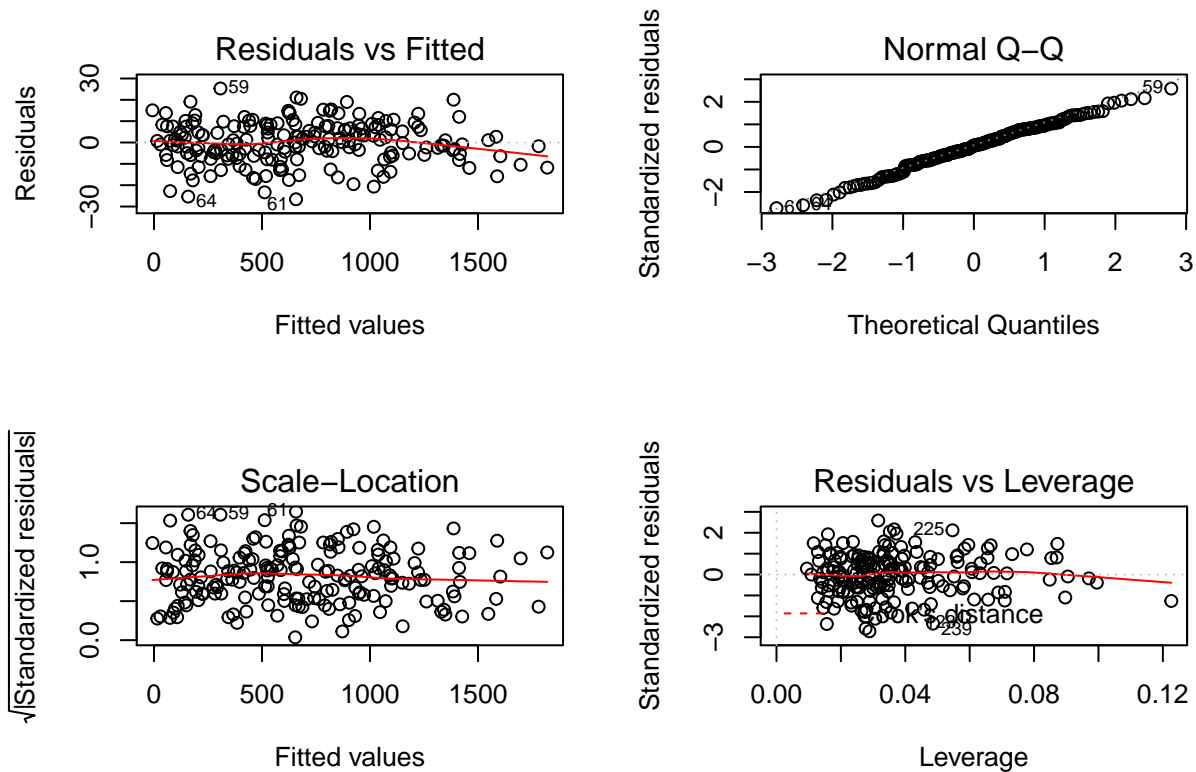 Residuals vs Fitted
Residuals
30
0
−30
59
64
61
0 500 1000 1500
Fitted values
Normal Q−Q
Standardized residuals
2
0
−2
59
61
64
−3 −2 −1 0 1 2 3
Theoretical Quantiles
Scale−Location
√|Standardized residuals|
1.0
0.0
64
59
61
0 500 1000 1500
Fitted values
Residuals vs Leverage
Standardized residuals
2
0
−3
225
distance
239
0.00 0.04 0.08 0.12
Leverage